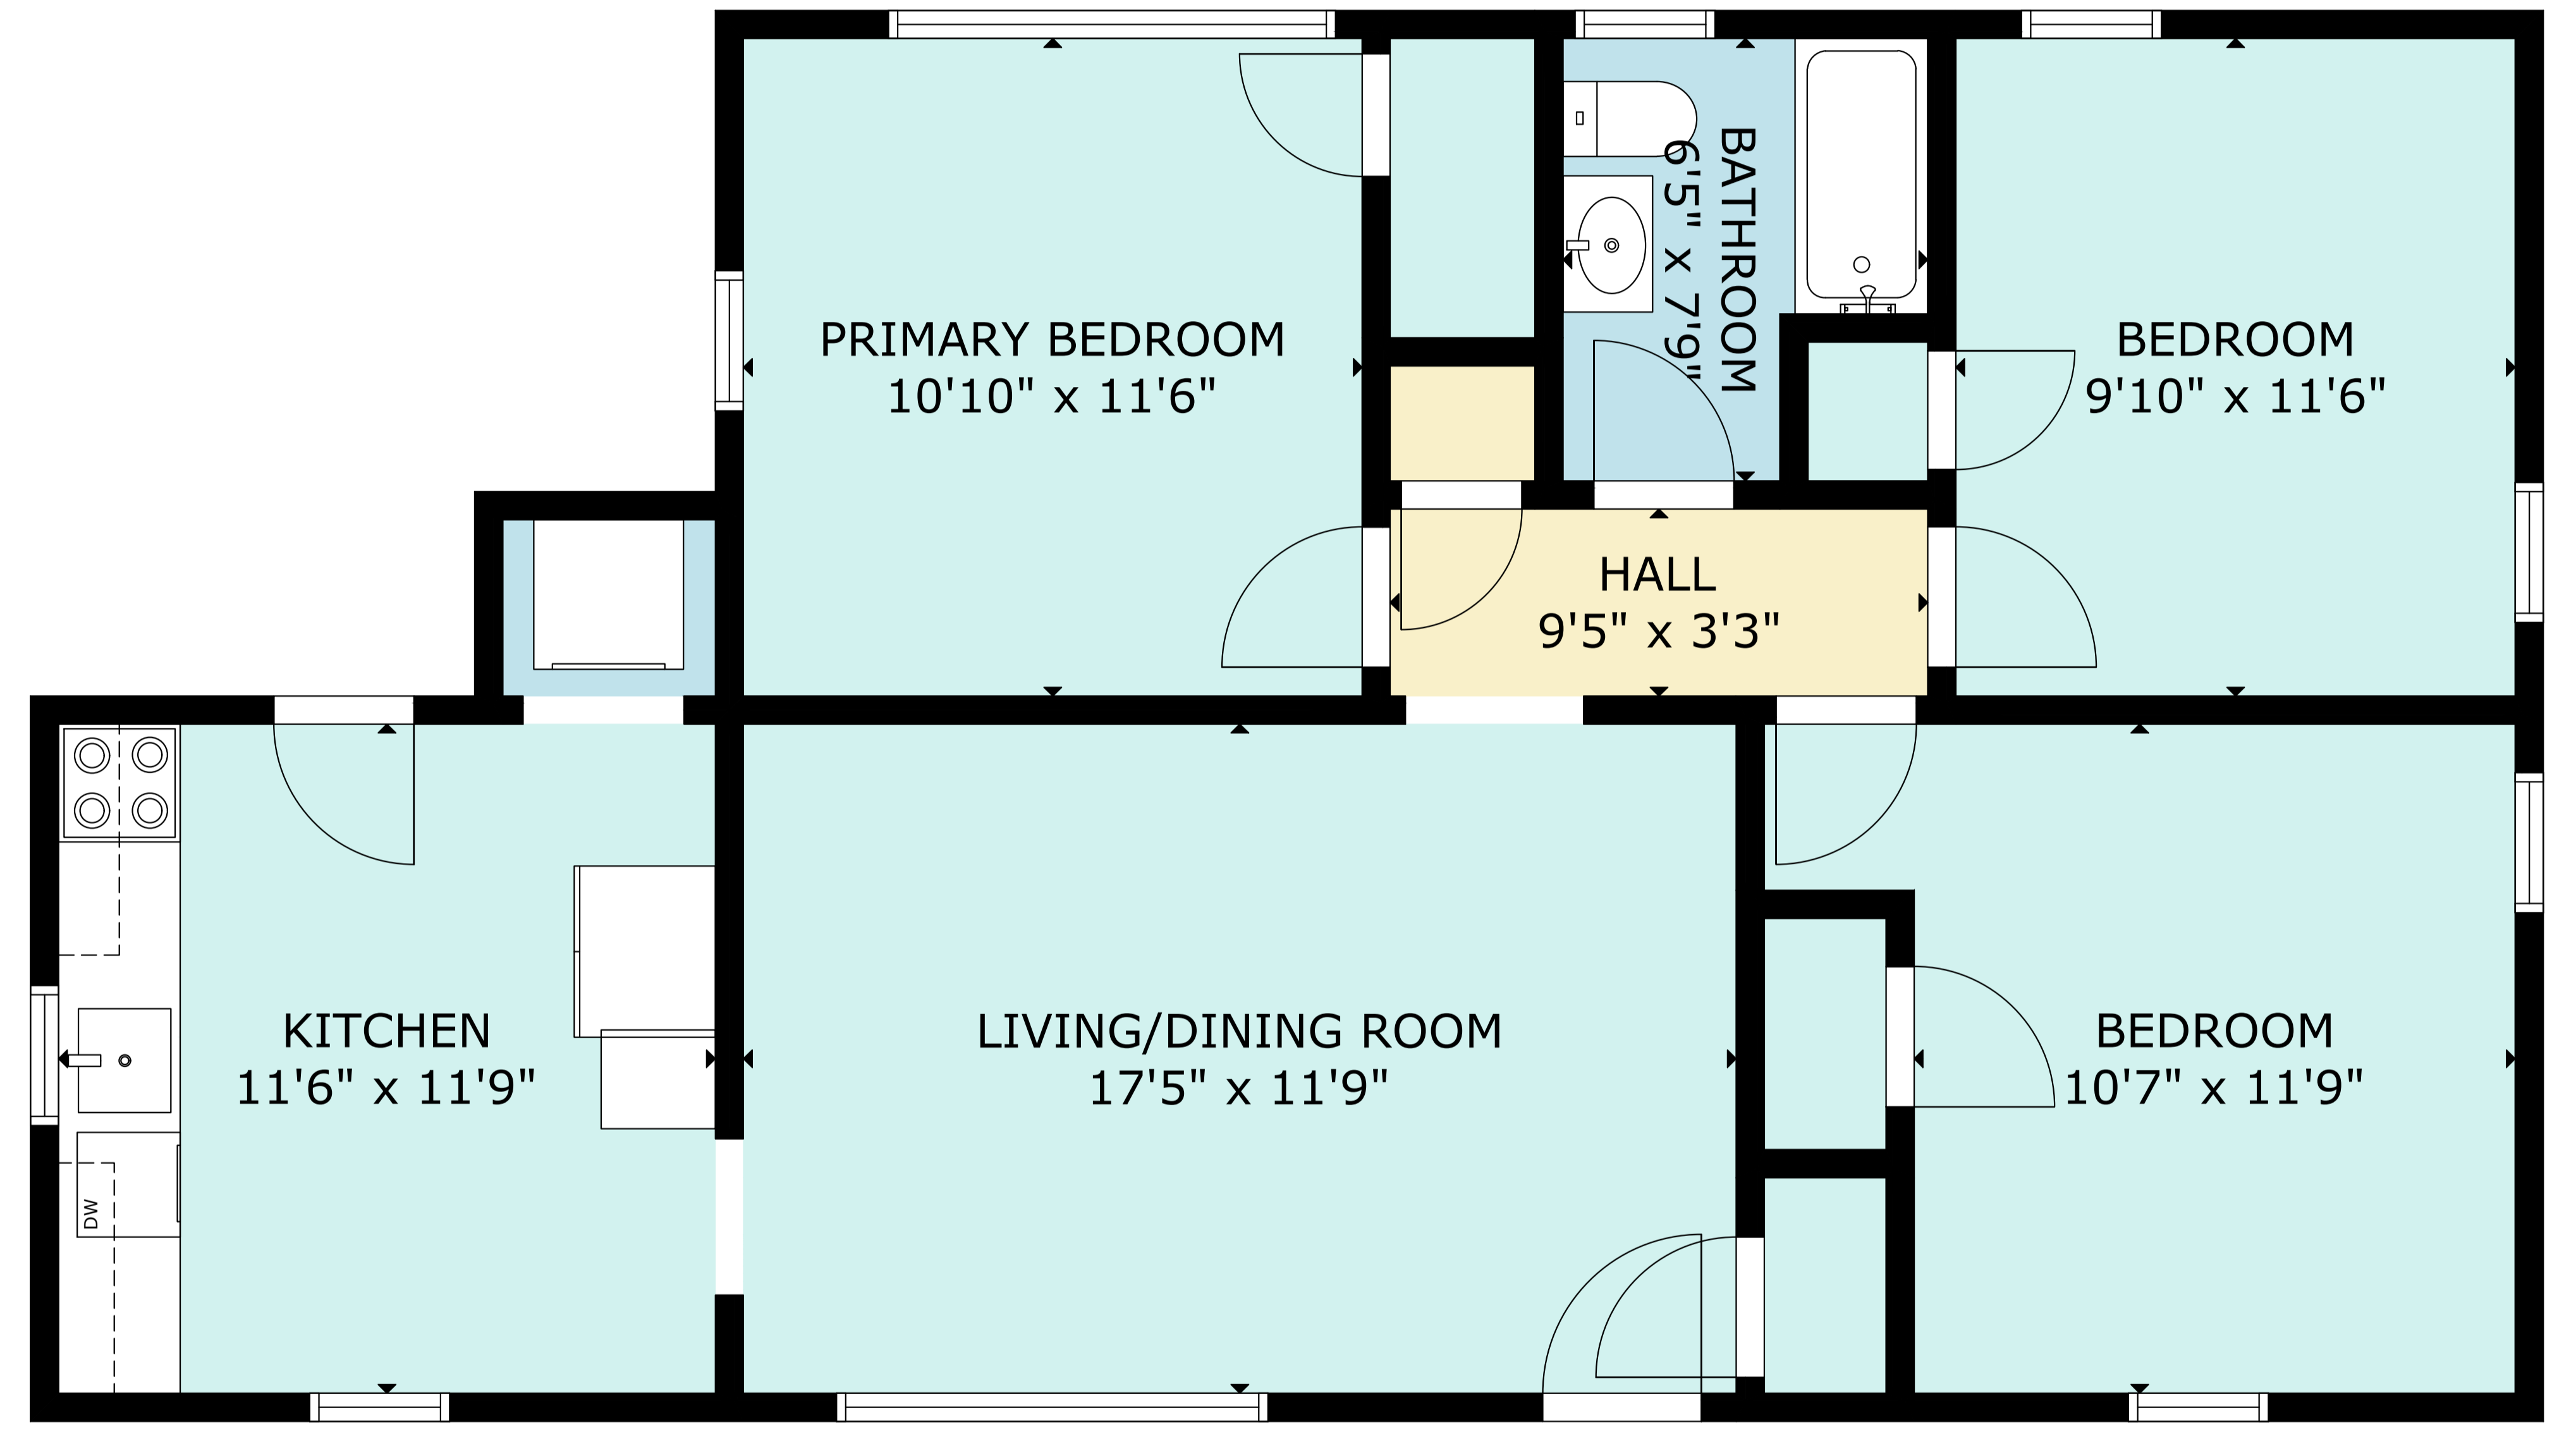 PRIMARY BEDROOM
10'10" x 11'6"
BATHROOM
6'5" x 7'9"
BEDROOM
9'10" x 11'6"
HALL
9'5" x 3'3"
KITCHEN
11'6" x 11'9"
LIVING/DINING ROOM
17'5" x 11'9"
BEDROOM
10'7" x 11'9"
DW